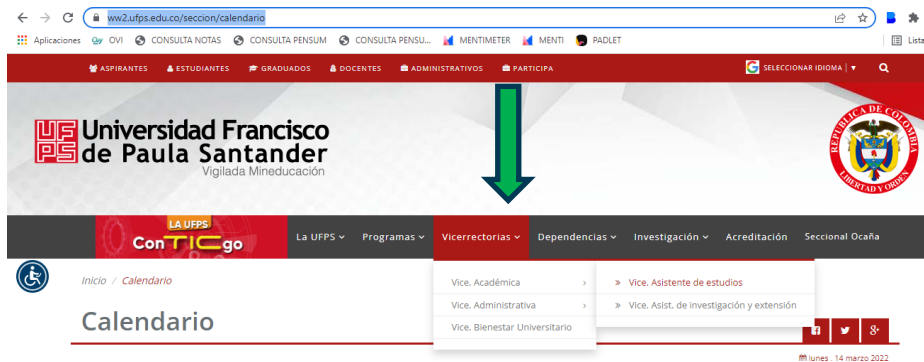 ww2.ufps.edu.co/seccion/calendario
Aplicaciones OVI CONSULTA NOTAS CONSULTA PENSUM CONSULTA PENSU... MENTIMETER MENTI PADLET Lista
ASPIRANTES ESTUDIANTES GRADUADOS DOCENTES ADMINISTRATIVOS PARTICIPA G SELECCIONAR IDIOMA | ▼
UF Universidad Francisco
PS de Paula Santander
Vigilada Mineducación
REPUBLICA DE COLOMBIA
LIBERTAD Y ORDEN
LA UFPS
ConTICgo
La UFPS Programas Vicerrectorias Dependencias Investigación Acreditación Seccional Ocaña
Inicio / Calendario
Vice. Académica › » Vice. Asistente de estudios
Vice. Administrativa › » Vice. Asist. de investigación y extensión
Vice. Bienestar Universitario
Calendario
lunes . 14 marzo 2022